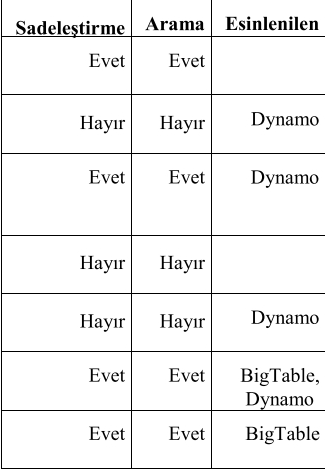 Sadeleştirme Arama Esinlenilen
Evet Evet
Hayır Hayır Dynamo
Evet Evet Dynamo
Hayır Hayır
Hayır Hayır Dynamo
Evet Evet BigTable,
Dynamo
Evet Evet BigTable